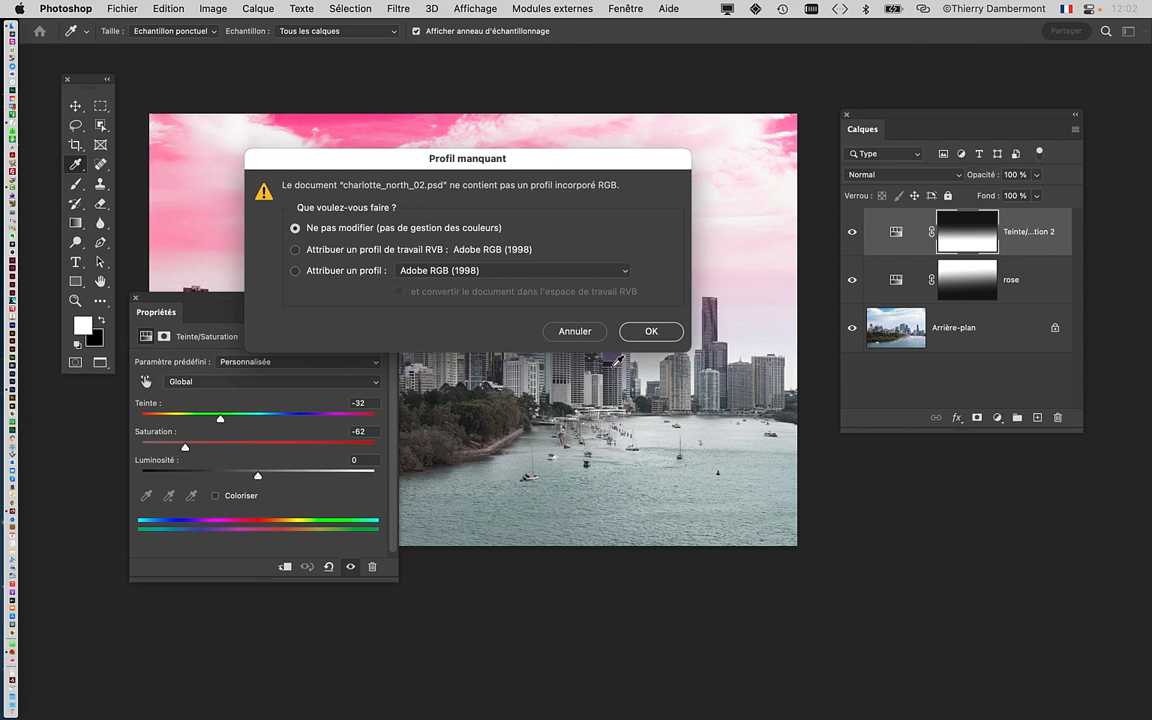 Photoshop Fichier Edition Image Calque Texte Sélection Filtre 3D Affichage Modules externes Fenêtre Aide ©Thierry Dambermont 12:02
Taille : Echantillon ponctuel Echantillon : Tous les calques Afficher anneau d'échantillonnage Partager
Profil manquant
Le document “charlotte_north_02.psd” ne contient pas un profil incorporé RGB.
Que voulez-vous faire ?
Ne pas modifier (pas de gestion des couleurs)
Attribuer un profil de travail RVB : Adobe RGB (1998)
Attribuer un profil : Adobe RGB (1998)
et convertir le document dans l'espace de travail RVB
Annuler OK
Propriétés
Teinte/Saturation
Paramètre prédéfini : Personnalisée
Global
Teinte : -32
Saturation : -62
Luminosité : 0
Coloriser
Calques
Type
Normal Opacité : 100 %
Verrou : Fond : 100 %
Teinte/...tion 2
rose
Arrière-plan
fx